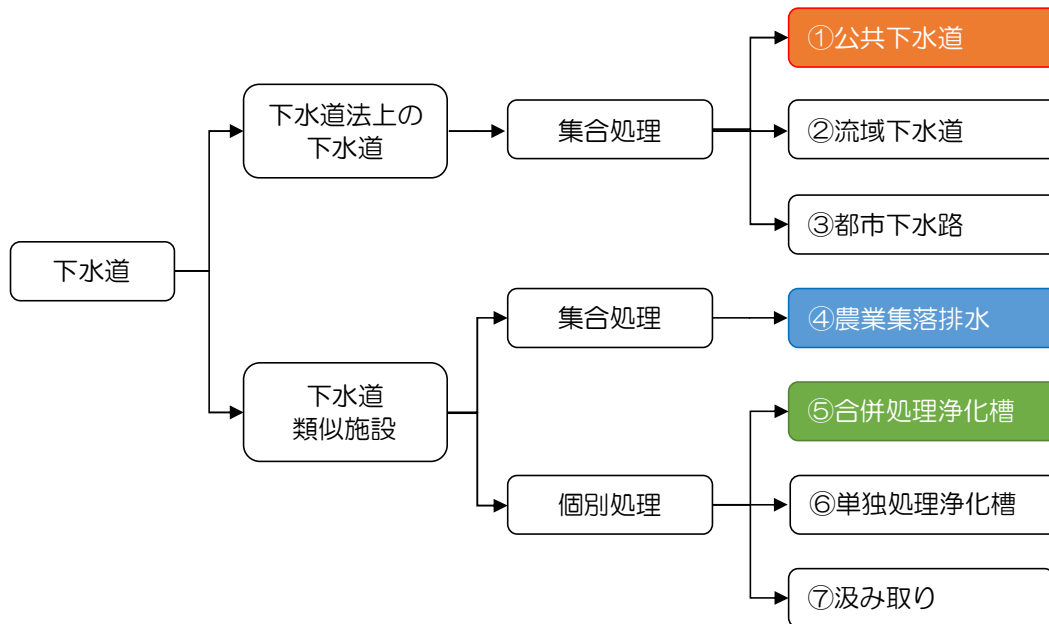 下水道
下水道法上の
下水道
集合処理
①公共下水道
②流域下水道
③都市下水路
下水道
類似施設
集合処理
④農業集落排水
個別処理
⑤合併処理浄化槽
⑥単独処理浄化槽
⑦汲み取り